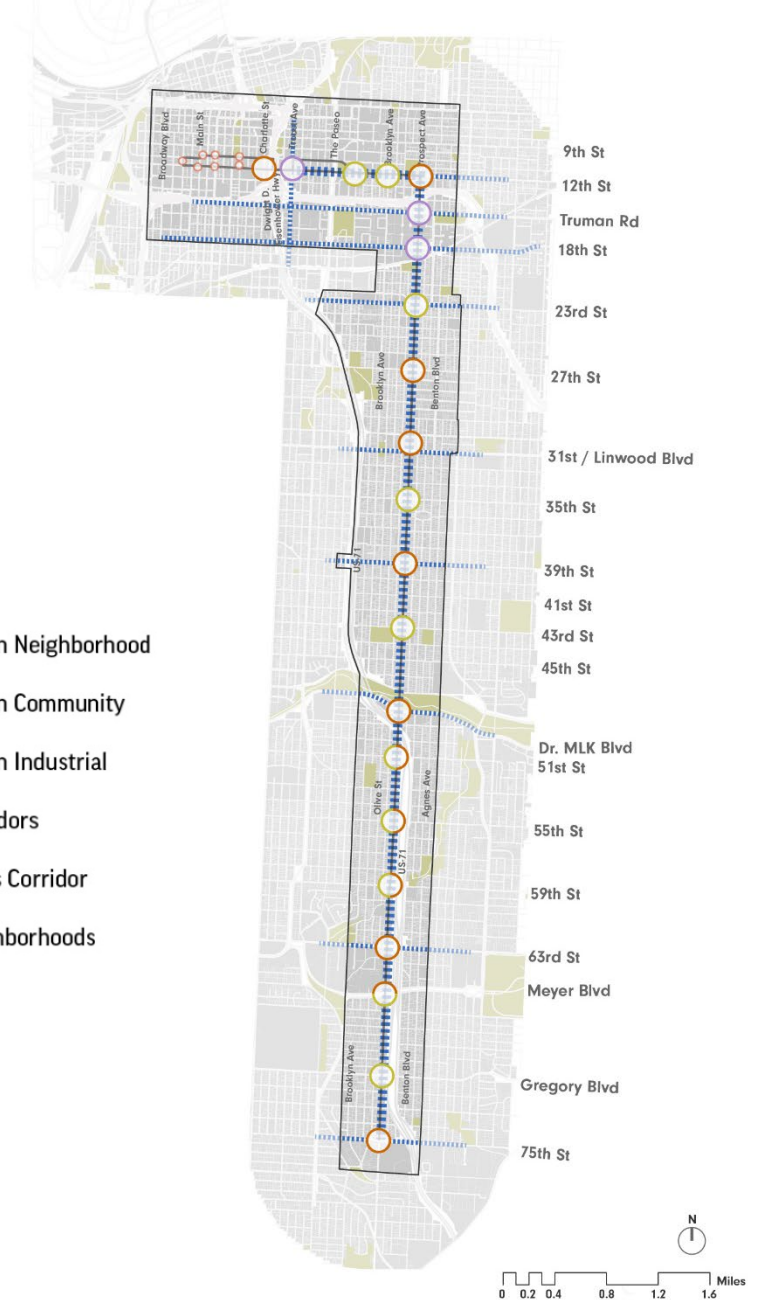 Broadway Blvd
Main St
Charlotte St
The Paseo
Brooklyn Ave
Prospect Ave
Dwight D.
Eisenhower Hwy
9th St
12th St
Truman Rd
18th St
23rd St
27th St
Brooklyn Ave
Benton Blvd
31st / Linwood Blvd
35th St
US-71
39th St
41st St
43rd St
45th St
n Neighborhood
n Community
n Industrial
dors
s Corridor
hborhoods
Dr. MLK Blvd
51st St
Olive St
Agnes Ave
55th St
US-71
59th St
63rd St
Meyer Blvd
Brooklyn Ave
Benton Blvd
Gregory Blvd
75th St
N
Miles
0 0.2 0.4 0.8 1.2 1.6